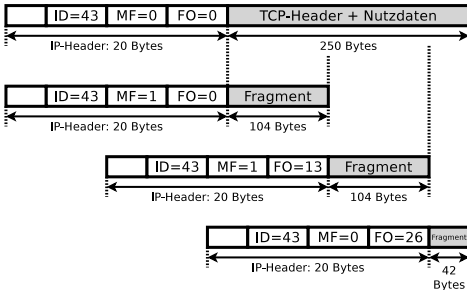 ID=43 MF=0 FO=0 TCP-Header + Nutzdaten
IP-Header: 20 Bytes 250 Bytes
ID=43 MF=1 FO=0 Fragment
IP-Header: 20 Bytes 104 Bytes
ID=43 MF=1 FO=13 Fragment
IP-Header: 20 Bytes 104 Bytes
ID=43 MF=0 FO=26 Fragment
IP-Header: 20 Bytes 42
Bytes